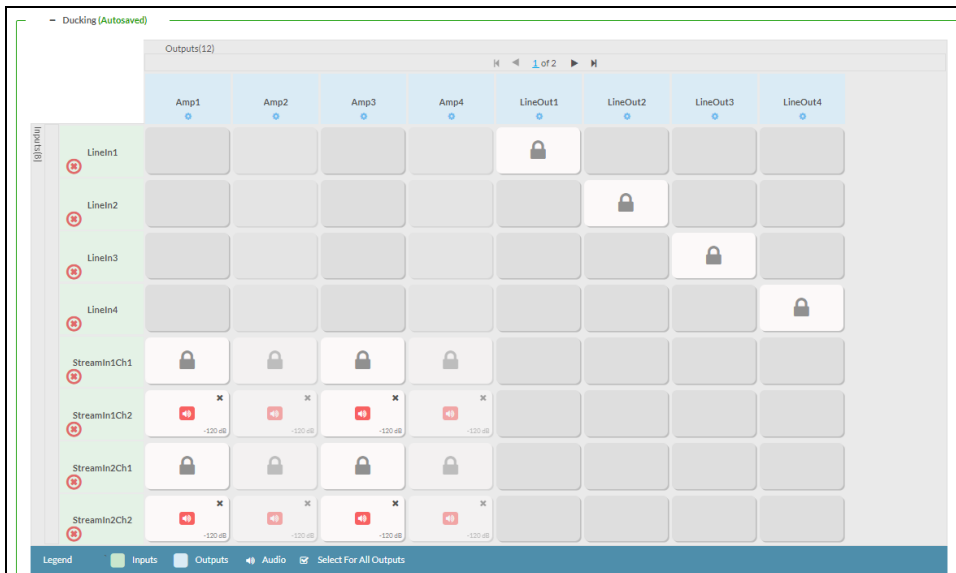 Ducking (Autosaved)
Outputs(12)
1 of 2
Amp1 Amp2 Amp3 Amp4 LineOut1 LineOut2 LineOut3 LineOut4
Inputs(8)
LineIn1
LineIn2
LineIn3
LineIn4
StreamIn1Ch1
StreamIn1Ch2
-120 dB -120 dB -120 dB -120 dB
StreamIn2Ch1
StreamIn2Ch2
-120 dB -120 dB -120 dB -120 dB
Legend Inputs Outputs Audio Select For All Outputs